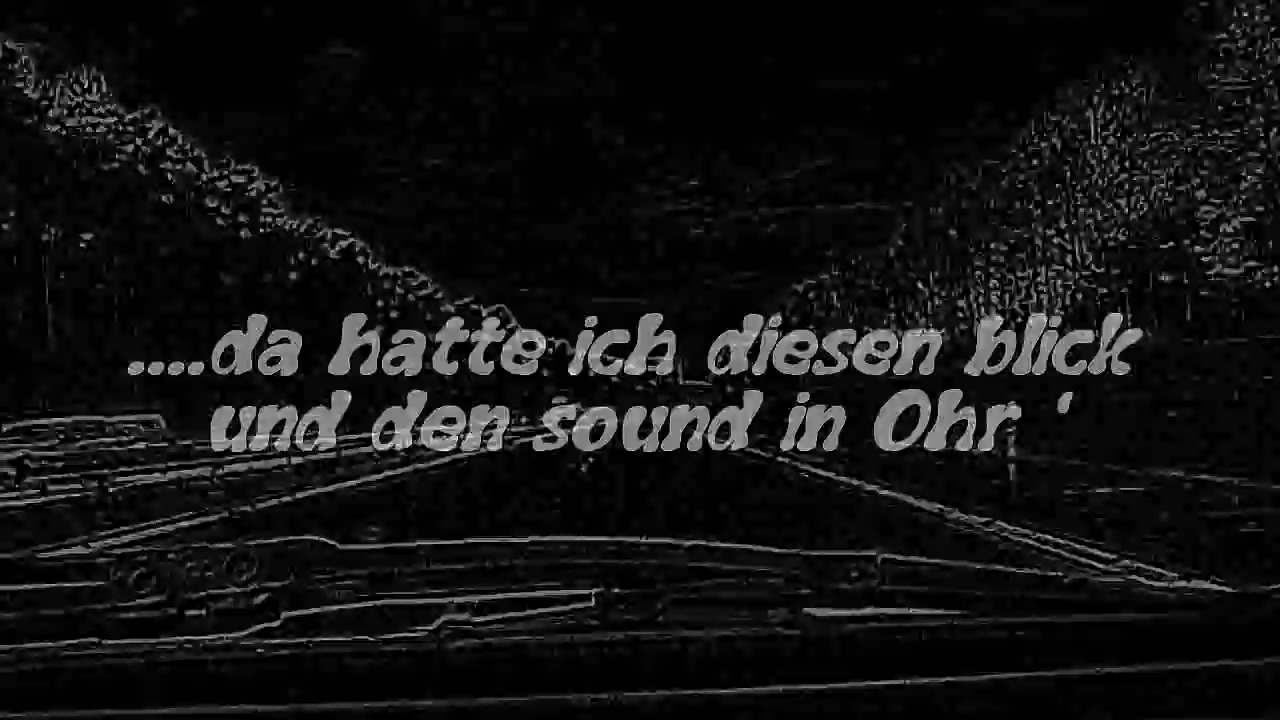 ....da hatte ich diesen blick
und den sound in Ohr '